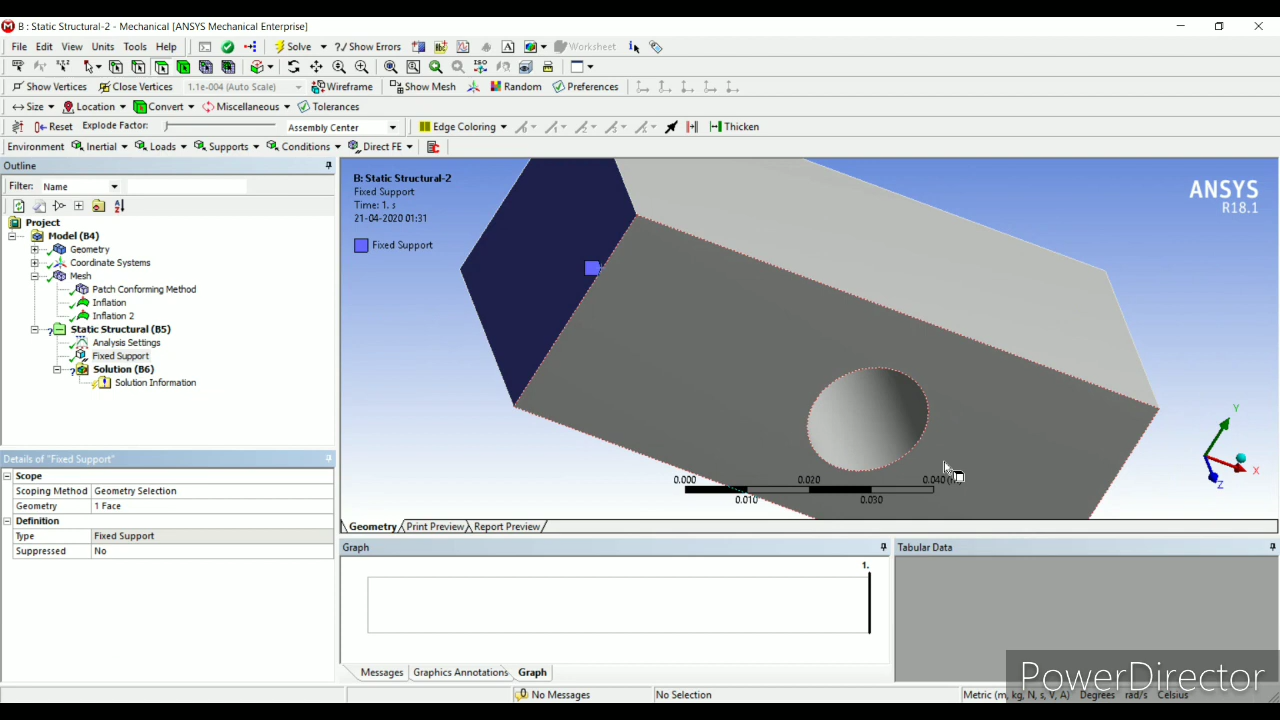 B : Static Structural-2 - Mechanical [ANSYS Mechanical Enterprise]
File Edit View Units Tools Help Solve ?/ Show Errors A Worksheet i
ISO
Show Vertices Close Vertices 1.1e-004 (Auto Scale) Wireframe Show Mesh Random Preferences
Size Location Convert Miscellaneous Tolerances
Reset Explode Factor: Assembly Center Edge Coloring Thicken
Environment Inertial Loads Supports Conditions Direct FE
Outline
Filter: Name
Project
Model (B4)
Geometry
Coordinate Systems
Mesh
Patch Conforming Method
Inflation
Inflation 2
Static Structural (B5)
Analysis Settings
Fixed Support
Solution (B6)
Solution Information
Details of "Fixed Support"
Scope
Scoping Method Geometry Selection
Geometry 1 Face
Definition
Type Fixed Support
Suppressed No
B: Static Structural-2
Fixed Support
Time: 1. s
21-04-2020 01:31
Fixed Support
ANSYS
R18.1
Y
X
Z
0.000 0.020 0.040 (m)
0.010 0.030
Geometry Print Preview Report Preview
Graph
1.
Messages Graphics Annotations Graph
Tabular Data
PowerDirector
No Messages No Selection Metric (m, kg, N, s, V, A) Degrees rad/s Celsius